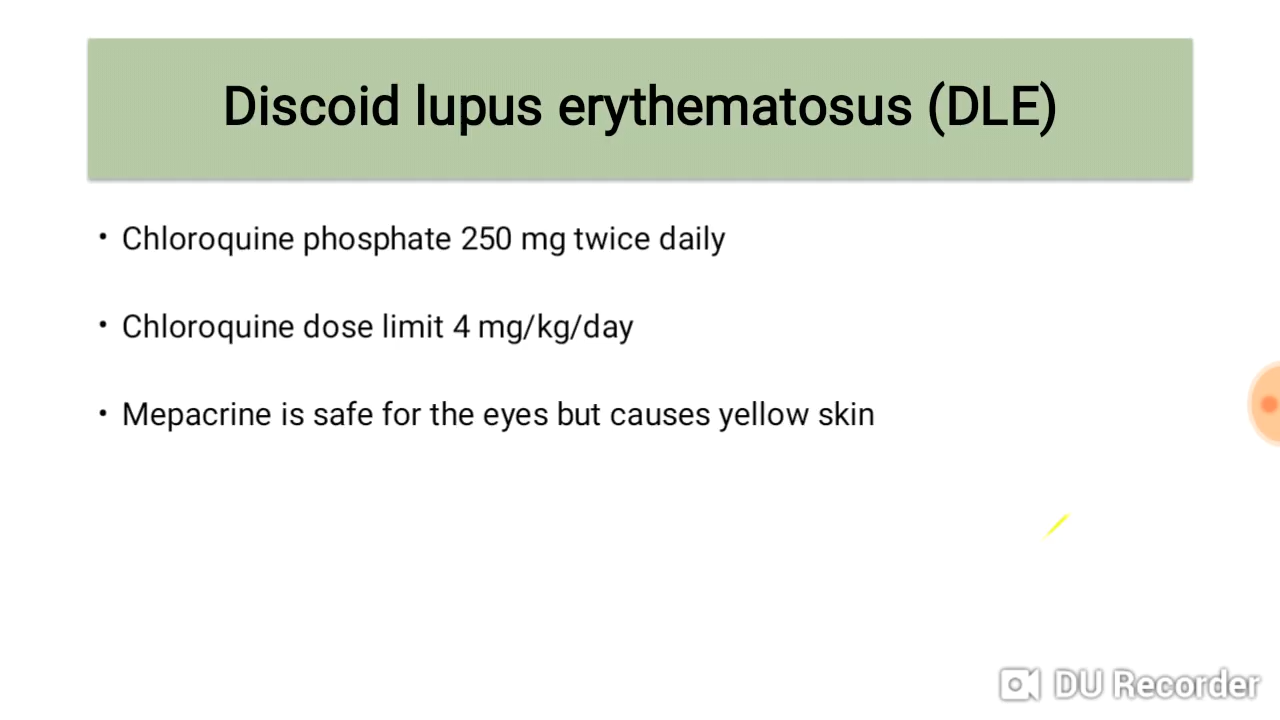 Discoid lupus erythematosus (DLE)
• Chloroquine phosphate 250 mg twice daily
• Chloroquine dose limit 4 mg/kg/day
• Mepacrine is safe for the eyes but causes yellow skin
DU Recorder